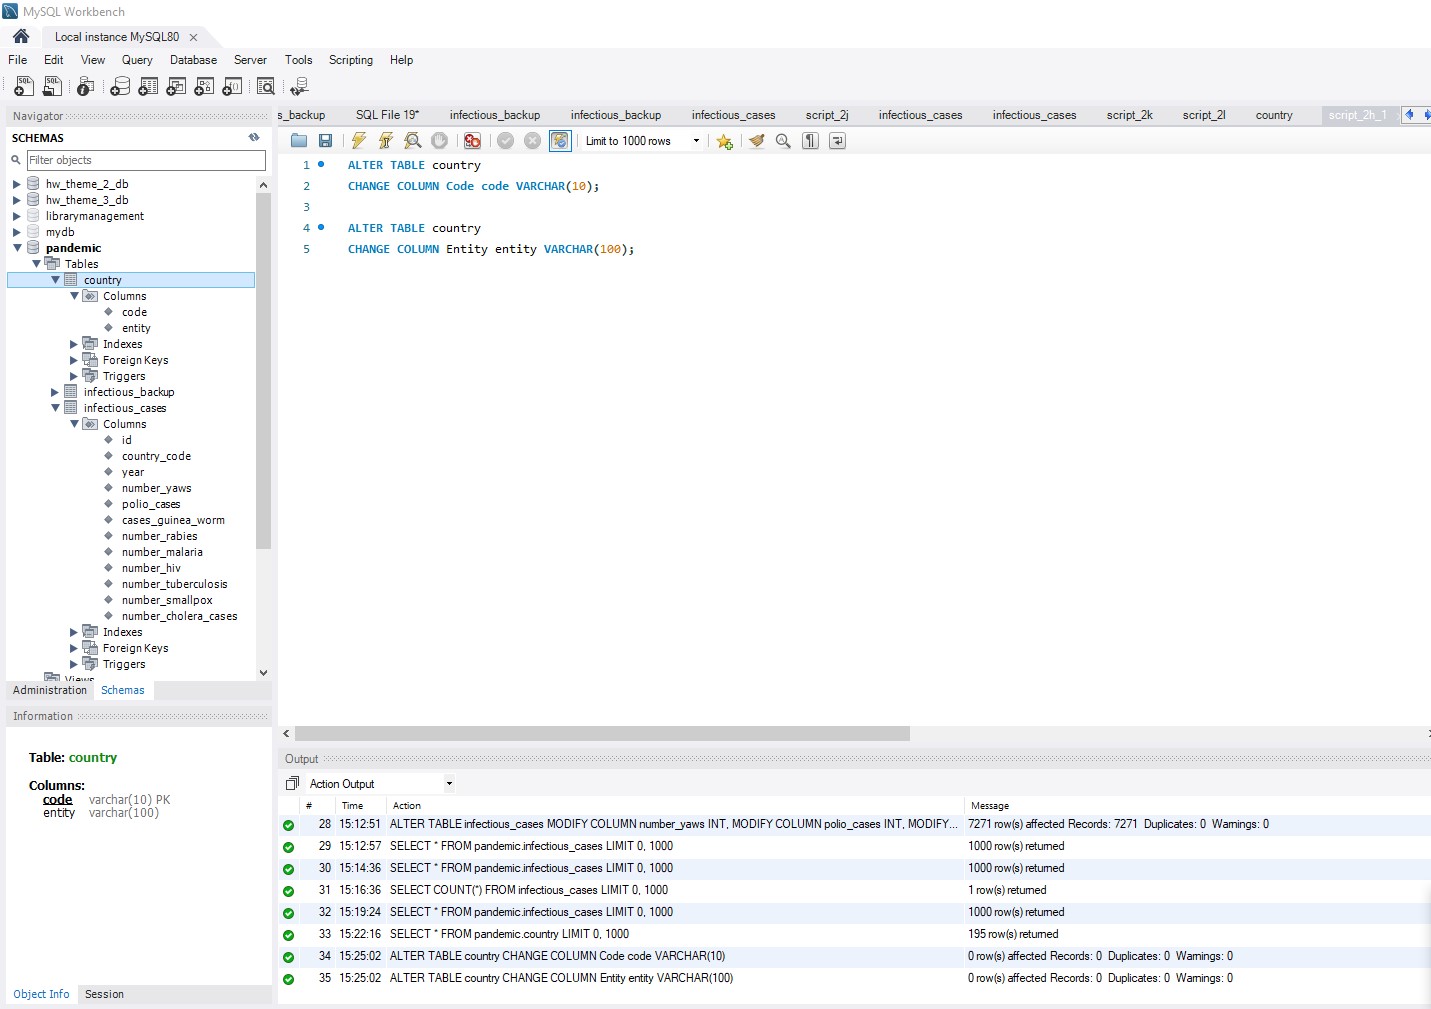 MySQL Workbench
Local instance MySQL80 ×
File Edit View Query Database Server Tools Scripting Help
Navigator
SCHEMAS
Filter objects
hw_theme_2_db
hw_theme_3_db
librarymanagement
mydb
pandemic
Tables
country
Columns
code
entity
Indexes
Foreign Keys
Triggers
infectious_backup
infectious_cases
Columns
id
country_code
year
number_yaws
polio_cases
cases_guinea_worm
number_rabies
number_malaria
number_hiv
number_tuberculosis
number_smallpox
number_cholera_cases
Indexes
Foreign Keys
Triggers
Views
Administration Schemas
Information
Table: country
Columns:
code varchar(10) PK
entity varchar(100)
Object Info Session
s_backup SQL File 19* infectious_backup infectious_backup infectious_cases script_2j infectious_cases infectious_cases script_2k script_2l country script_2h_1
Limit to 1000 rows
1 ALTER TABLE country
2 CHANGE COLUMN Code code VARCHAR(10);
3
4 ALTER TABLE country
5 CHANGE COLUMN Entity entity VARCHAR(100);
Output
Action Output
# Time Action Message
28 15:12:51 ALTER TABLE infectious_cases MODIFY COLUMN number_yaws INT, MODIFY COLUMN polio_cases INT, MODIFY... 7271 row(s) affected Records: 7271 Duplicates: 0 Warnings: 0
29 15:12:57 SELECT * FROM pandemic.infectious_cases LIMIT 0, 1000 1000 row(s) returned
30 15:14:36 SELECT * FROM pandemic.infectious_cases LIMIT 0, 1000 1000 row(s) returned
31 15:16:36 SELECT COUNT(*) FROM infectious_cases LIMIT 0, 1000 1 row(s) returned
32 15:19:24 SELECT * FROM pandemic.infectious_cases LIMIT 0, 1000 1000 row(s) returned
33 15:22:16 SELECT * FROM pandemic.country LIMIT 0, 1000 195 row(s) returned
34 15:25:02 ALTER TABLE country CHANGE COLUMN Code code VARCHAR(10) 0 row(s) affected Records: 0 Duplicates: 0 Warnings: 0
35 15:25:02 ALTER TABLE country CHANGE COLUMN Entity entity VARCHAR(100) 0 row(s) affected Records: 0 Duplicates: 0 Warnings: 0